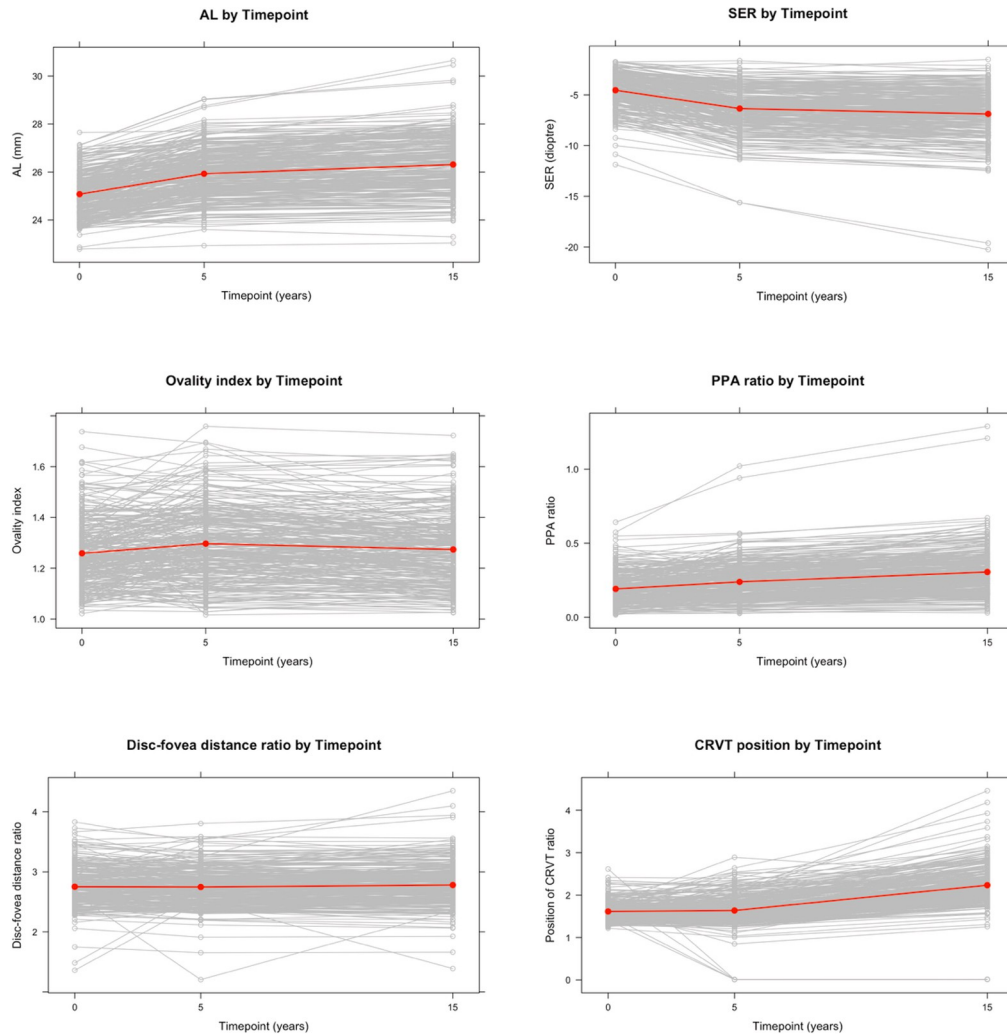 AL by Timepoint
30
28
26
24
AL (mm)
0 5 15
Timepoint (years)
SER by Timepoint
-5
-10
-15
-20
SER (dioptre)
0 5 15
Timepoint (years)
Ovality index by Timepoint
1.6
1.4
1.2
1.0
Ovality index
0 5 15
Timepoint (years)
PPA ratio by Timepoint
1.0
0.5
0.0
PPA ratio
0 5 15
Timepoint (years)
Disc-fovea distance ratio by Timepoint
4
3
2
Disc-fovea distance ratio
0 5 15
Timepoint (years)
CRVT position by Timepoint
4
3
2
1
0
Position of CRVT ratio
0 5 15
Timepoint (years)